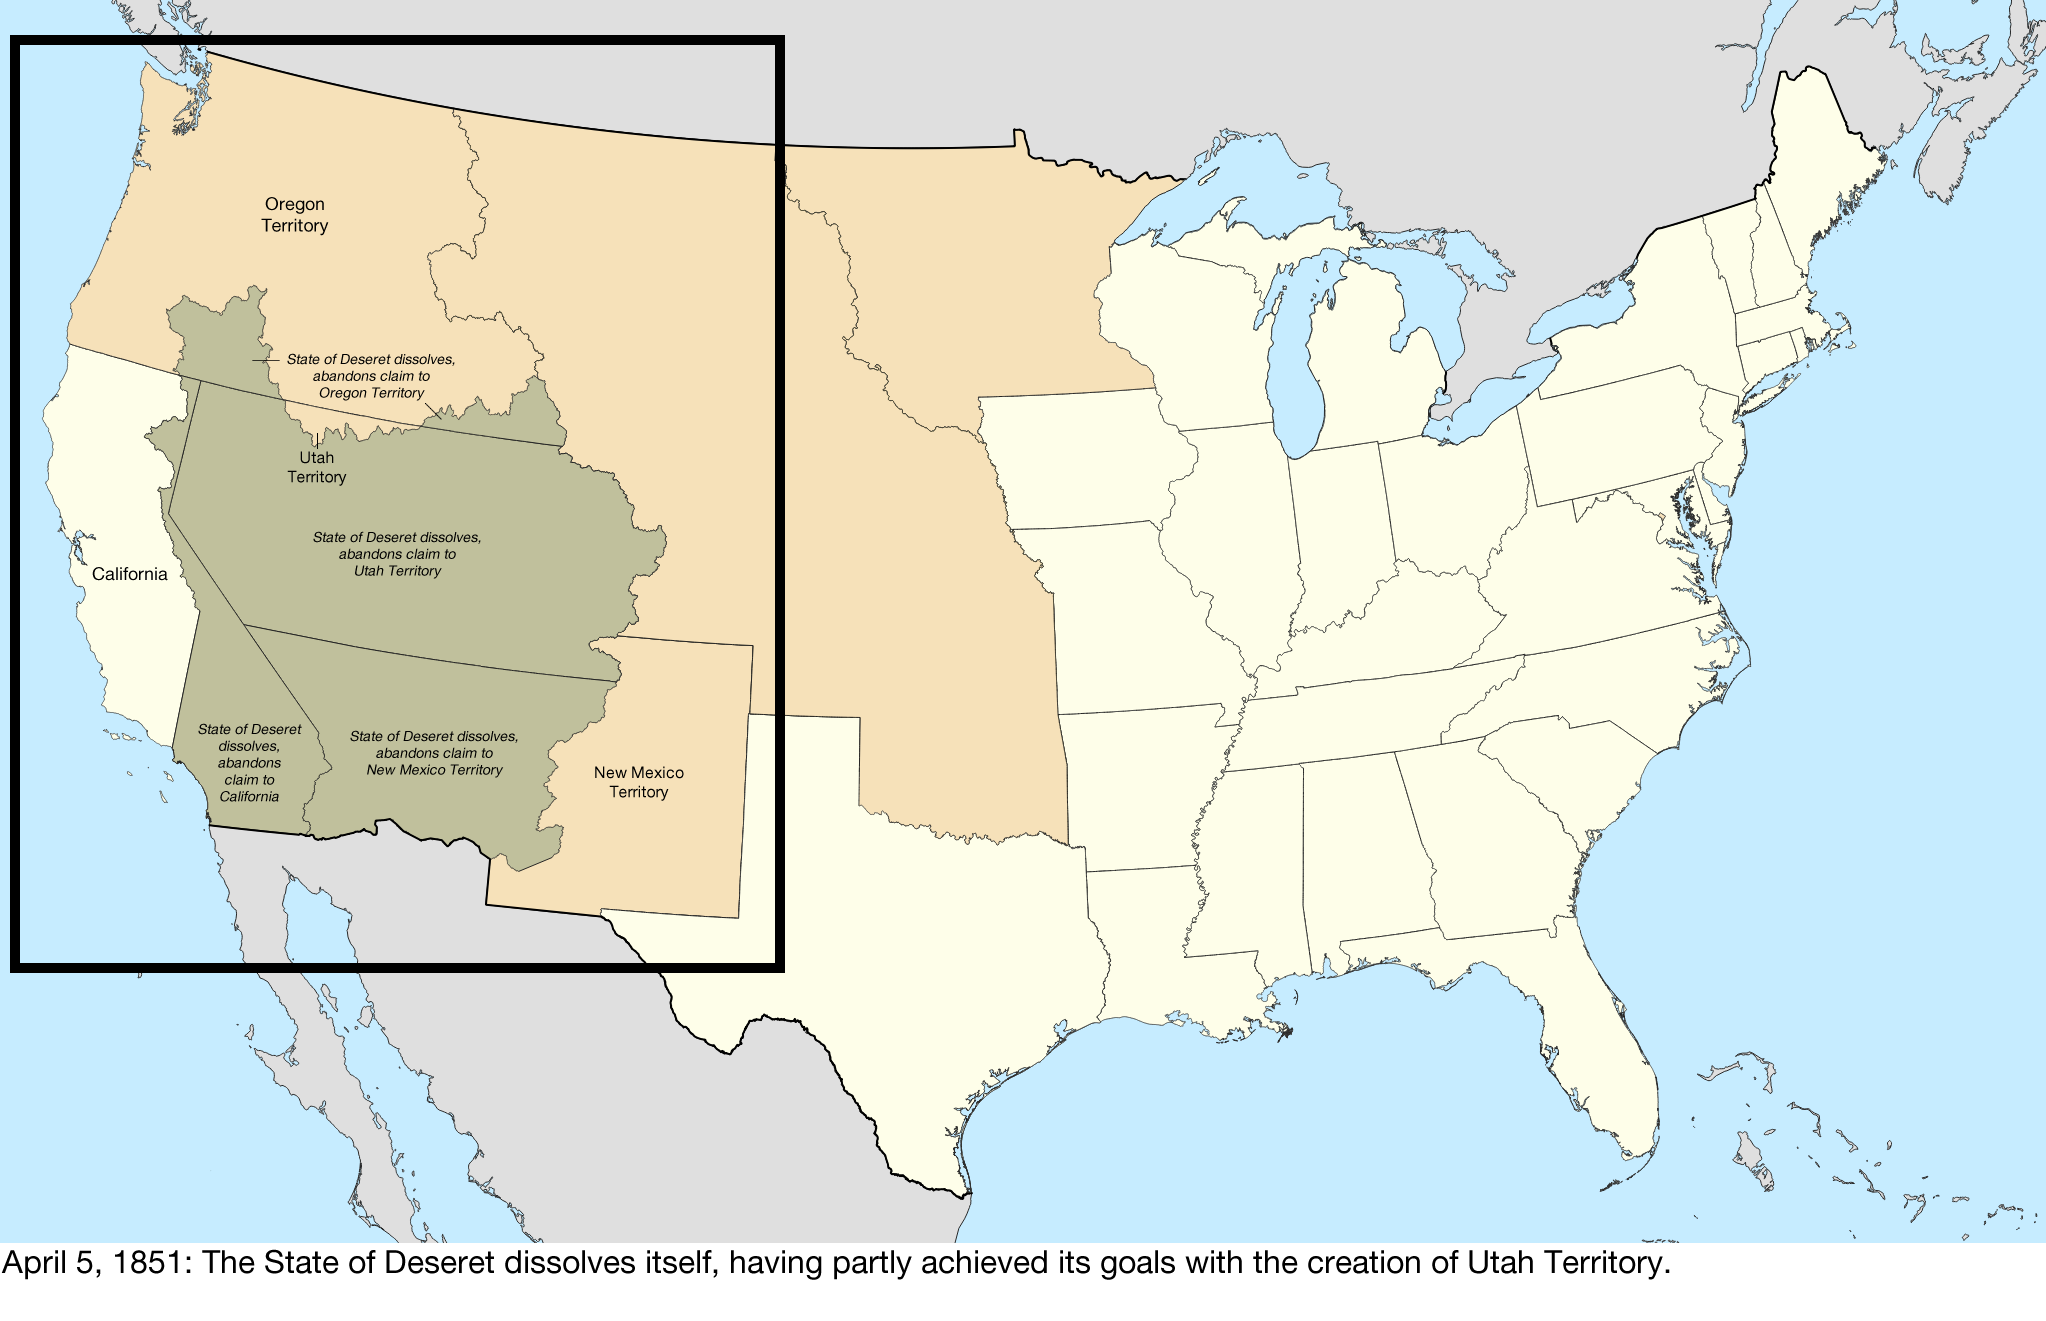 Oregon
Territory
State of Deseret dissolves,
abandons claim to
Oregon Territory
Utah
Territory
State of Deseret dissolves,
abandons claim to
Utah Territory
California
State of Deseret
dissolves,
abandons
claim to
California
State of Deseret dissolves,
abandons claim to
New Mexico Territory
New Mexico
Territory
April 5, 1851: The State of Deseret dissolves itself, having partly achieved its goals with the creation of Utah Territory.